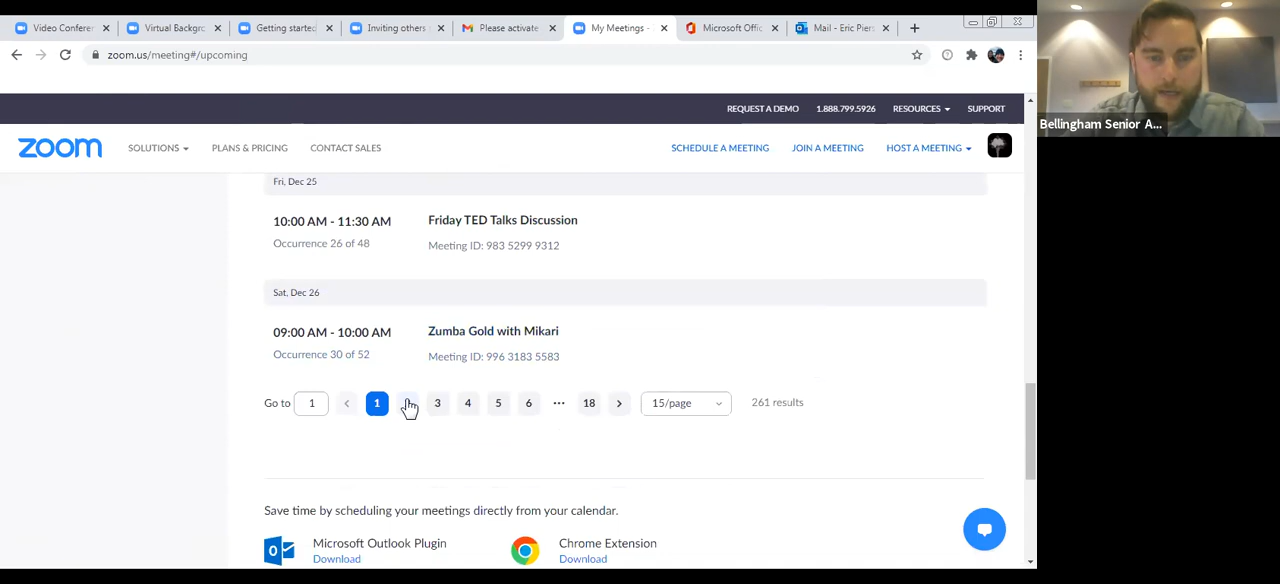 Video Conferen
Virtual Backgro
Getting started
Inviting others
Please activate
My Meetings -
Microsoft Offic
Mail - Eric Piers
zoom.us/meeting#/upcoming
REQUEST A DEMO 1.888.799.5926 RESOURCES SUPPORT
Bellingham Senior A...
zoom SOLUTIONS PLANS & PRICING CONTACT SALES SCHEDULE A MEETING JOIN A MEETING HOST A MEETING
Fri, Dec 25
10:00 AM - 11:30 AM Friday TED Talks Discussion
Occurrence 26 of 48 Meeting ID: 983 5299 9312
Sat, Dec 26
09:00 AM - 10:00 AM Zumba Gold with Mikari
Occurrence 30 of 52 Meeting ID: 996 3183 5583
Go to 1 < 1 3 4 5 6 ••• 18 > 15/page 261 results
Save time by scheduling your meetings directly from your calendar.
Microsoft Outlook Plugin Chrome Extension
Download Download